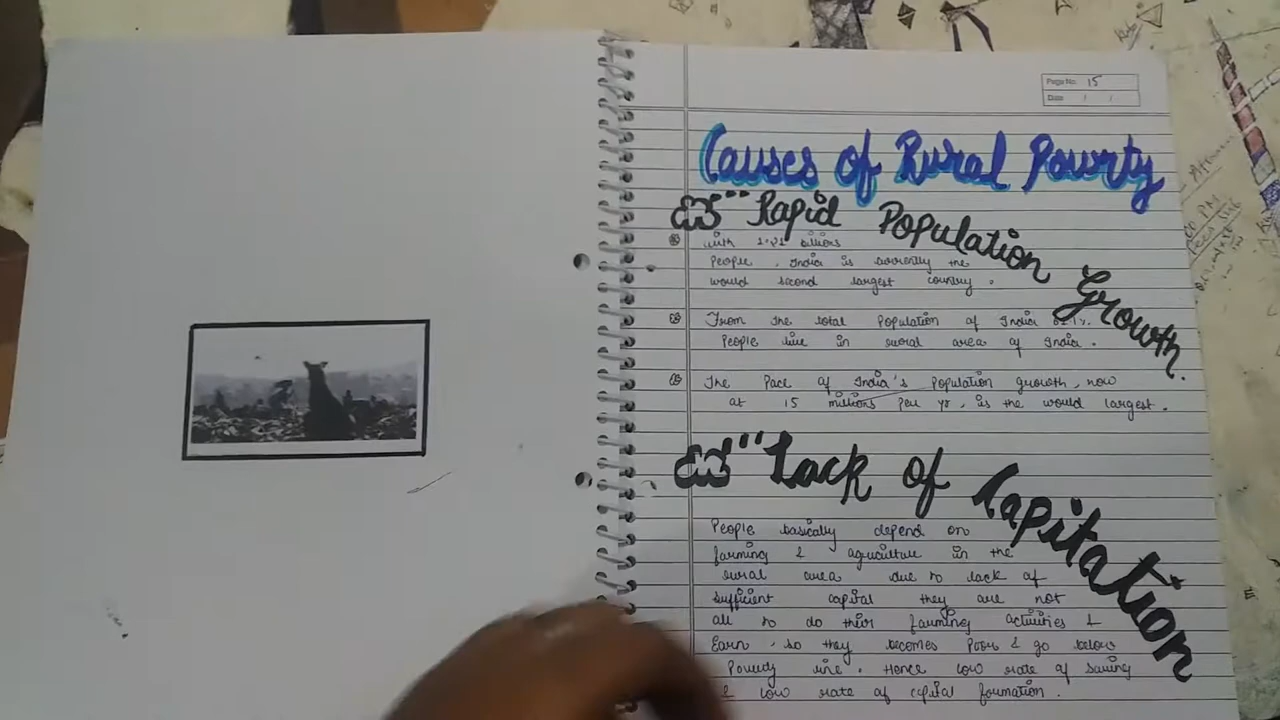 Page No. 15
Date / /
Causes of Rural Poverty
"Rapid Population Growth.
with 1.21 billions
People, India is currently the
would second largest country.
From the total Population of India
People live in rural area of India.
The Pace of India's Population growth, now
at 15 millions Per yr, is the would largest.
"Lack of Capitation
People basically depend on
farming & agriculture in the
rural area due to lack of
sufficient capital they are not
all to do their farming activities &
Earn. so they becomes Poor & go below
Poverty line. Hence low rate of saving
& low rate of capital formation.